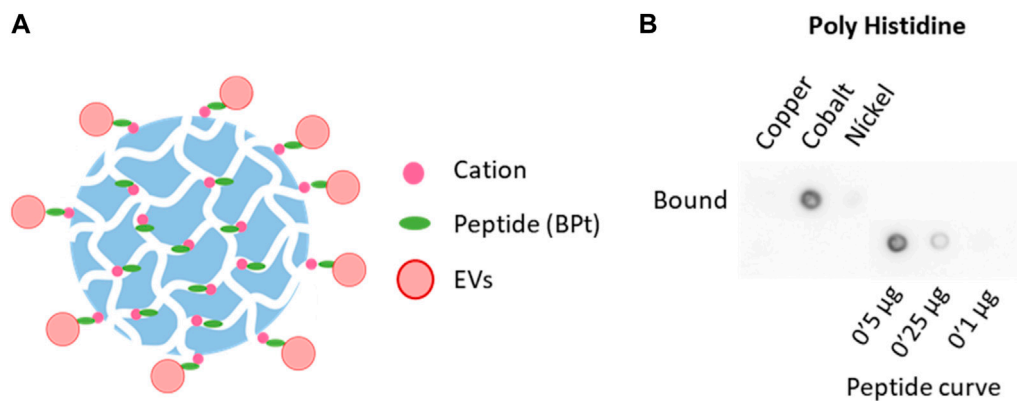 A
Cation
Peptide (BPt)
EVs
B
Poly Histidine
Copper
Cobalt
Níckel
Bound
0'5 µg
0'25 µg
0'1 µg
Peptide curve